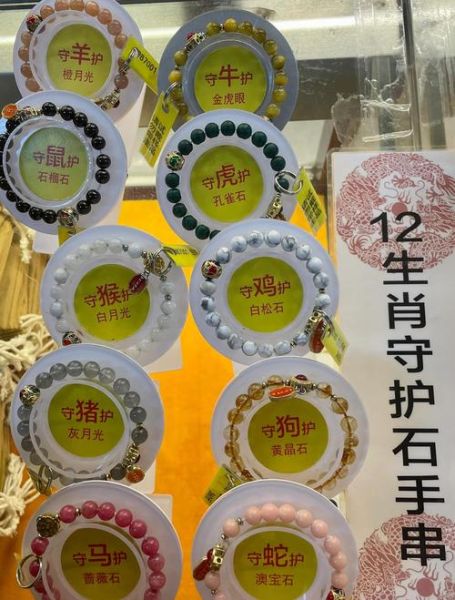 守羊护
橙月光
守牛护
金虎眼
守鼠护
石榴石
守虎护
孔雀石
守猴护
白月光
守鸡护
白松石
守猪护
灰月光
守狗护
黄晶石
守马护
蔷薇石
守蛇护
澳宝石
12生肖守护石手串